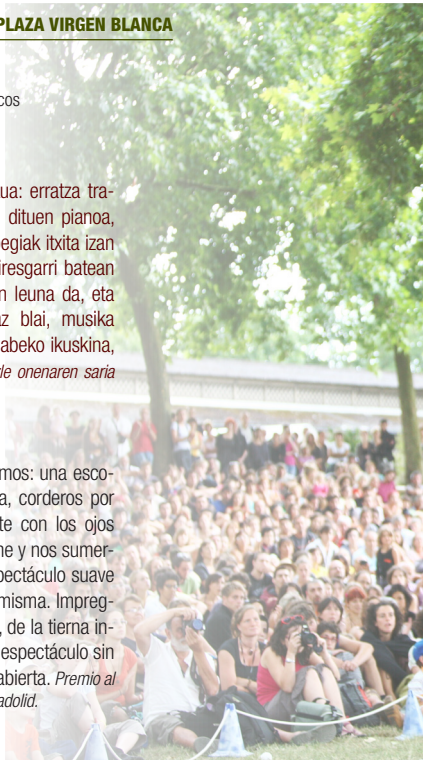 PLAZA VIRGEN BLANCA
cos
ua: erratza tra-
dituen pianoa,
begiak itxita izan
iresgarri batean
n leuna da, eta
az blai, musika
abeko ikuskina,
le onenaren saria
mos: una esco-
a, corderos por
te con los ojos
ne y nos sumer-
pectáculo suave
misma. Impreg-
, de la tierna in-
espectáculo sin
abierta. Premio al
adolid.